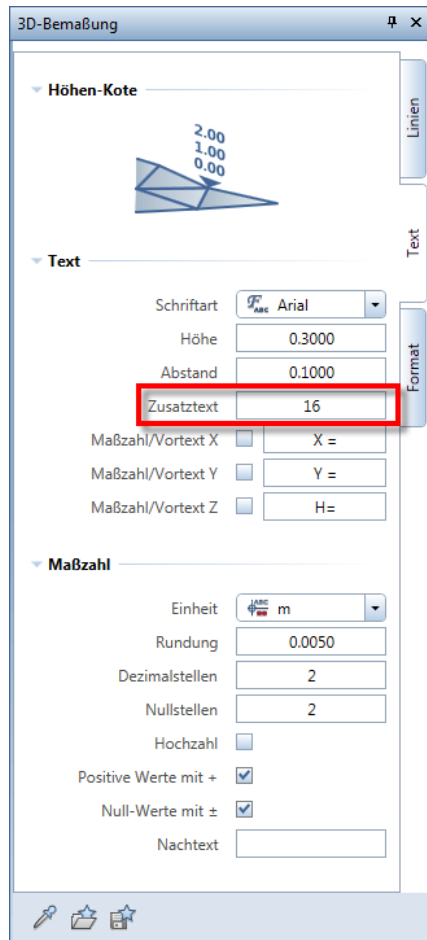 3D-Bemaßung
Höhen-Kote
2.00
1.00
0.00
Text
Schriftart ABC Arial
Höhe 0.3000
Abstand 0.1000
Zusatztext 16
Maßzahl/Vortext X X =
Maßzahl/Vortext Y Y =
Maßzahl/Vortext Z H=
Maßzahl
Einheit ABC m
Rundung 0.0050
Dezimalstellen 2
Nullstellen 2
Hochzahl
Positive Werte mit +
Null-Werte mit ±
Nachtext
Linien
Text
Format